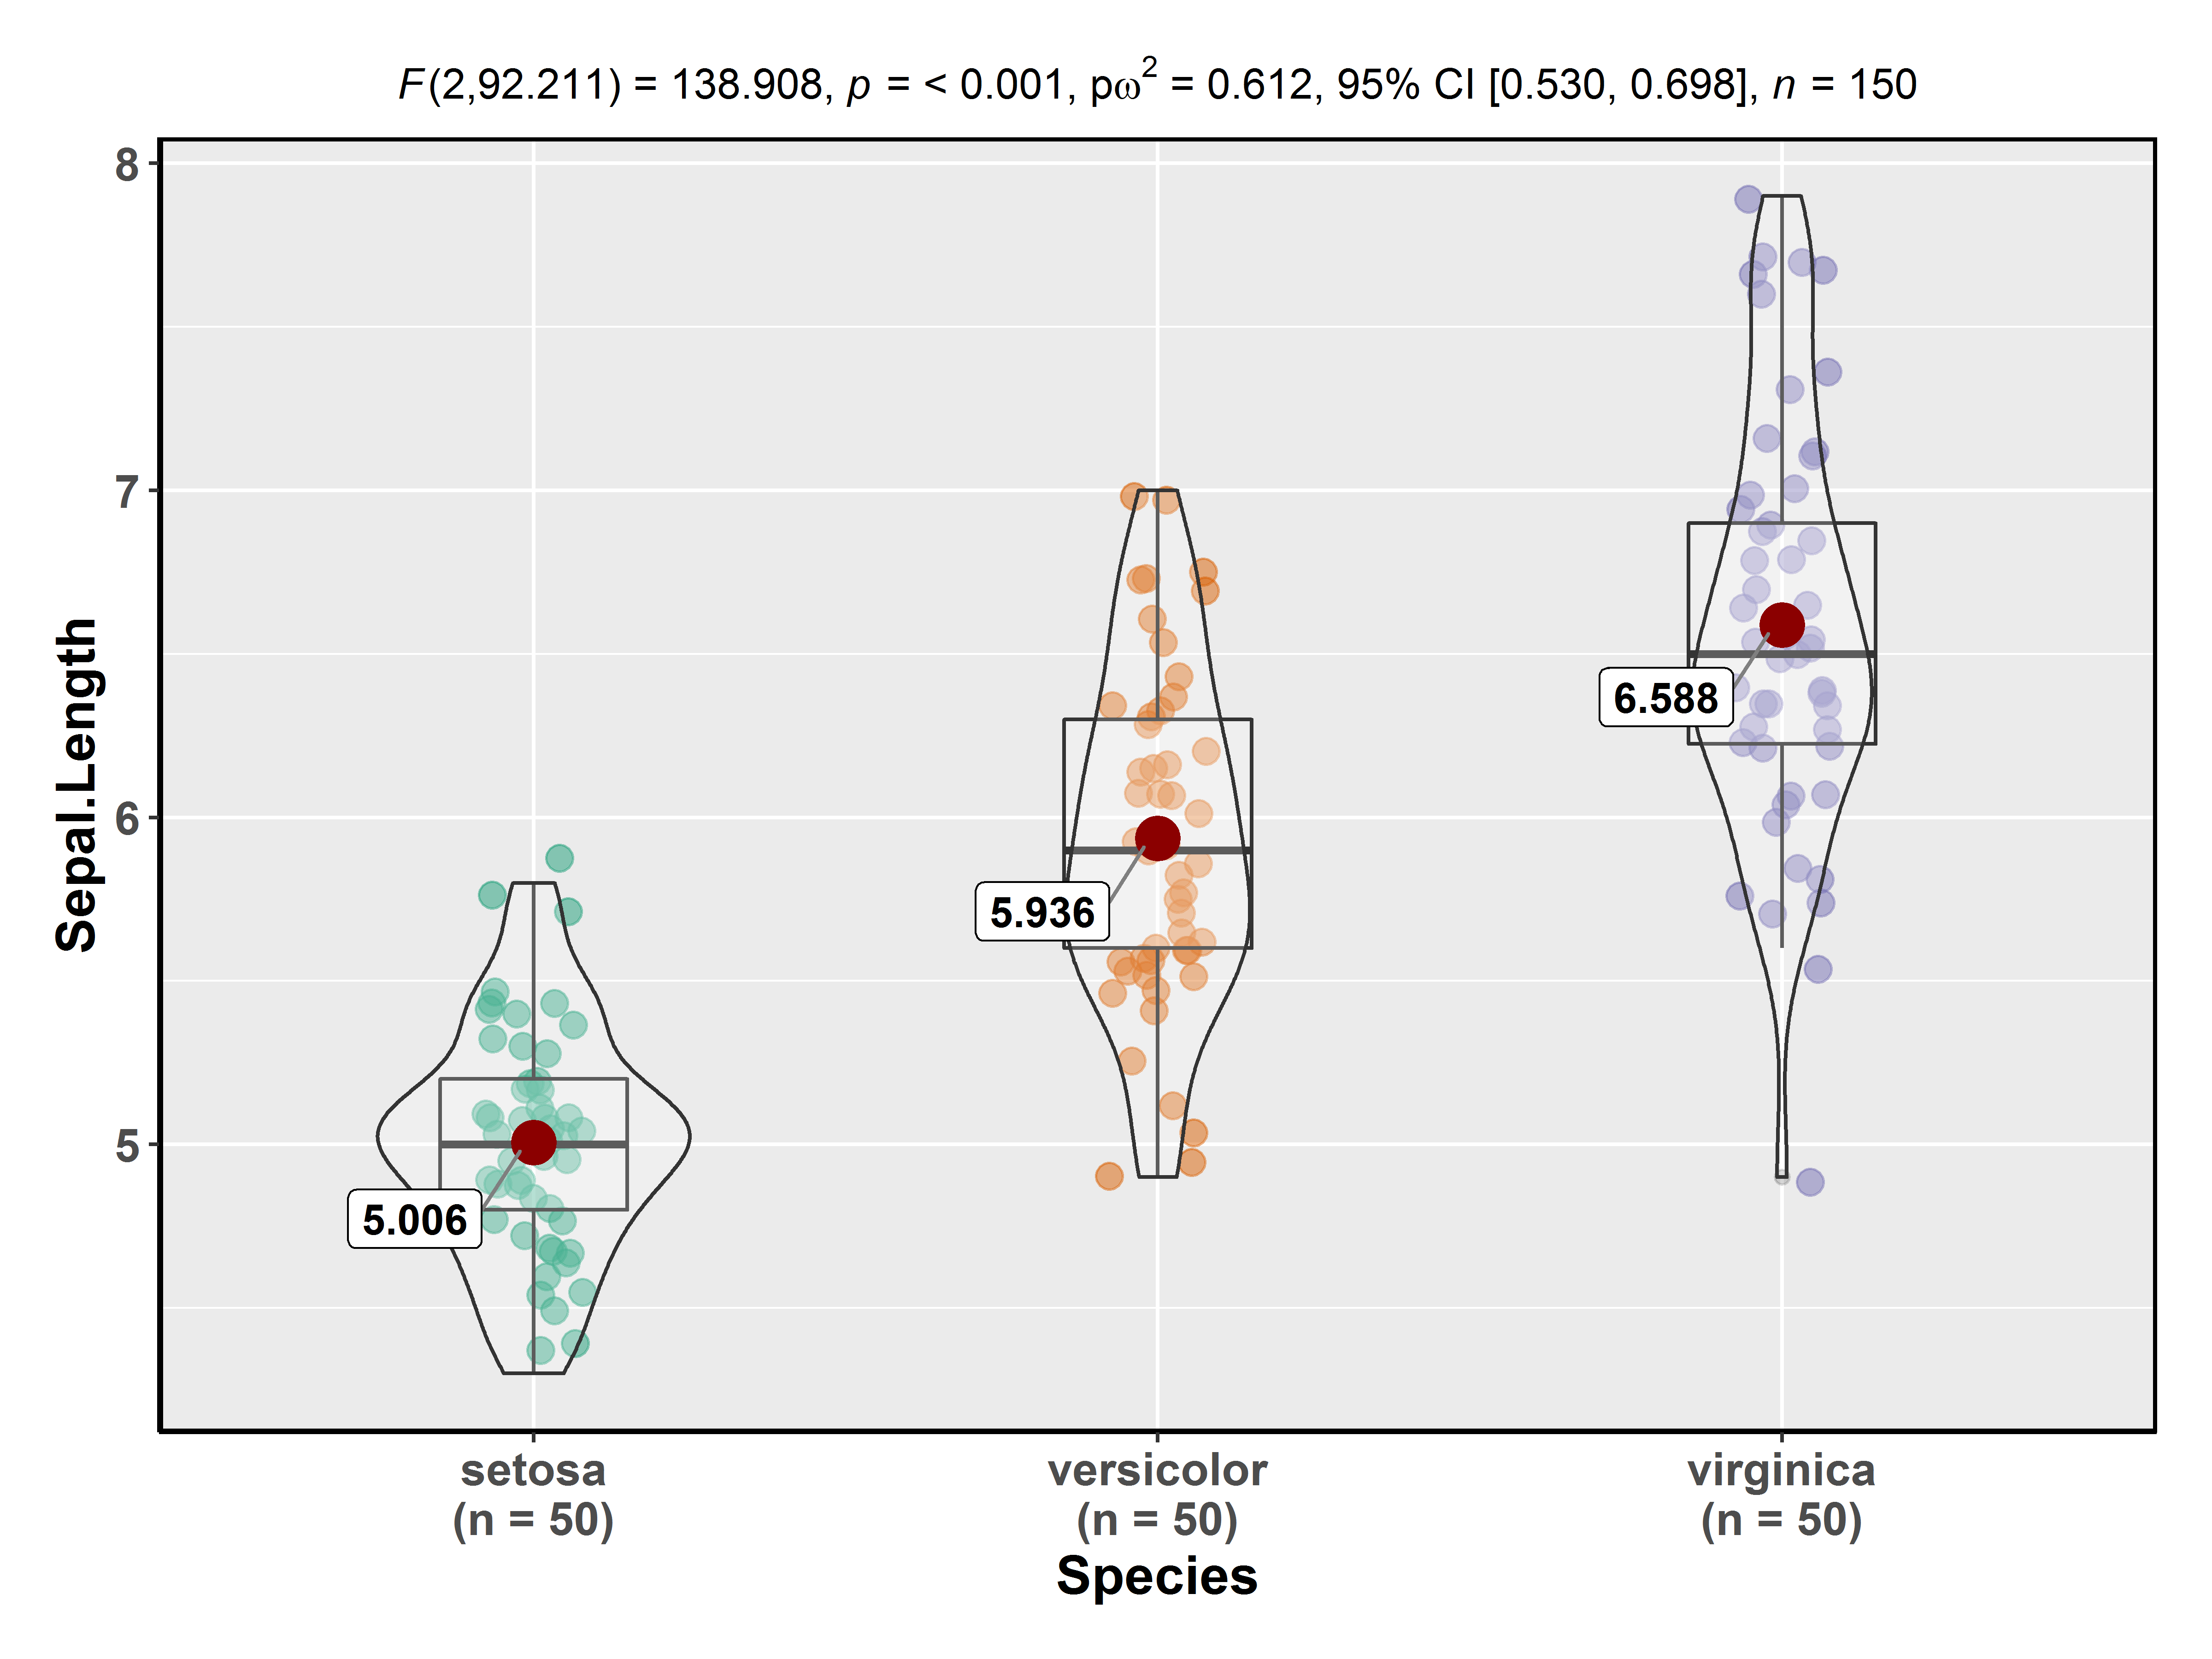 F(2,92.211) = 138.908, p = < 0.001, pω² = 0.612, 95% CI [0.530, 0.698], n = 150
8
7
6
5
Sepal.Length
6.588
5.936
5.006
setosa
(n = 50)
versicolor
(n = 50)
virginica
(n = 50)
Species